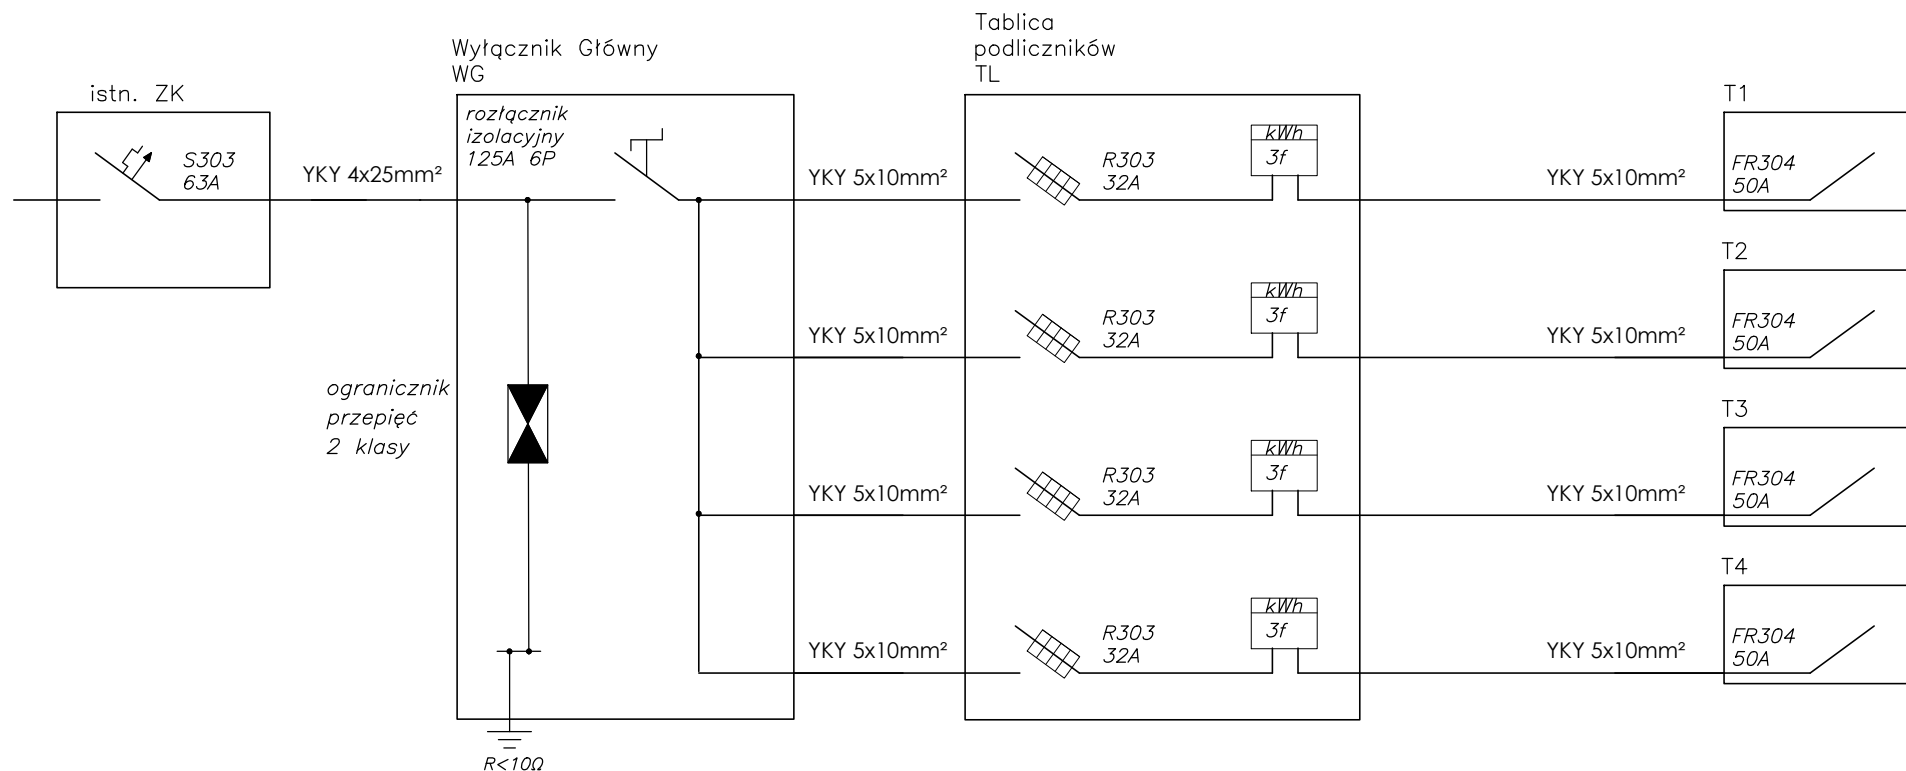 istn. ZK
S303
63A
YKY 4x25mm²
Wyłącznik Główny
WG
rozłącznik
izolacyjny
125A 6P
ogranicznik
przepięć
2 klasy
R<10Ω
YKY 5x10mm²
YKY 5x10mm²
YKY 5x10mm²
YKY 5x10mm²
Tablica
podliczników
TL
R303
32A
kWh
3f
R303
32A
kWh
3f
R303
32A
kWh
3f
R303
32A
kWh
3f
YKY 5x10mm²
YKY 5x10mm²
YKY 5x10mm²
YKY 5x10mm²
T1
FR304
50A
T2
FR304
50A
T3
FR304
50A
T4
FR304
50A